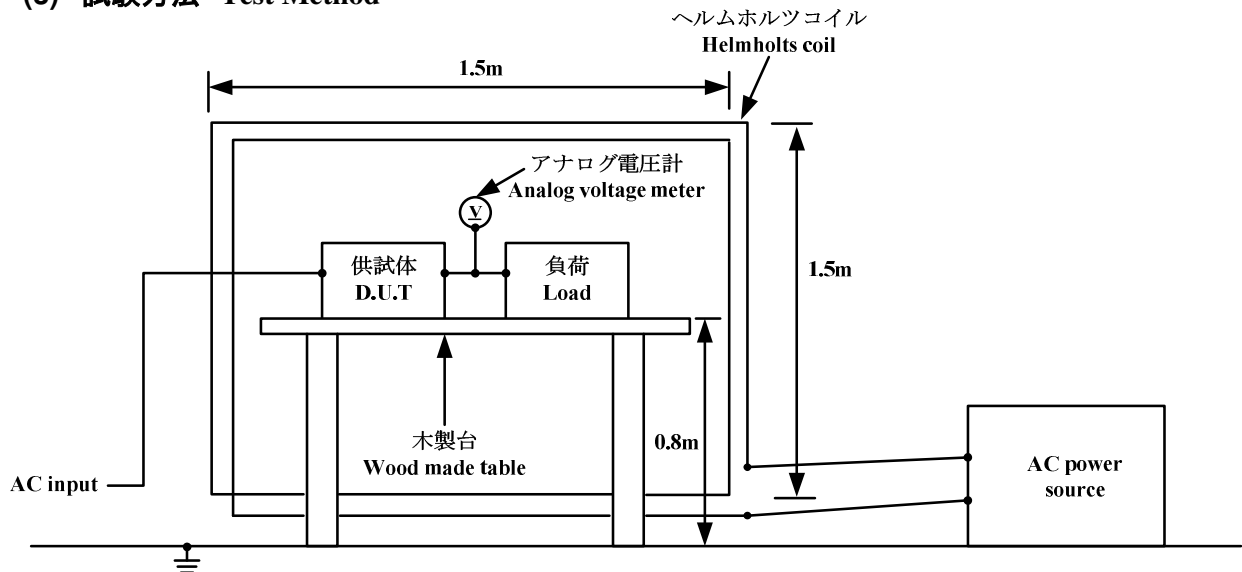 (3) 試験方法 Test Method
ヘルムホルツコイル
Helmholts coil
1.5m
アナログ電圧計
Analog voltage meter
V
供試体
D.U.T
負荷
Load
1.5m
木製台
Wood made table
0.8m
AC input
AC power
source